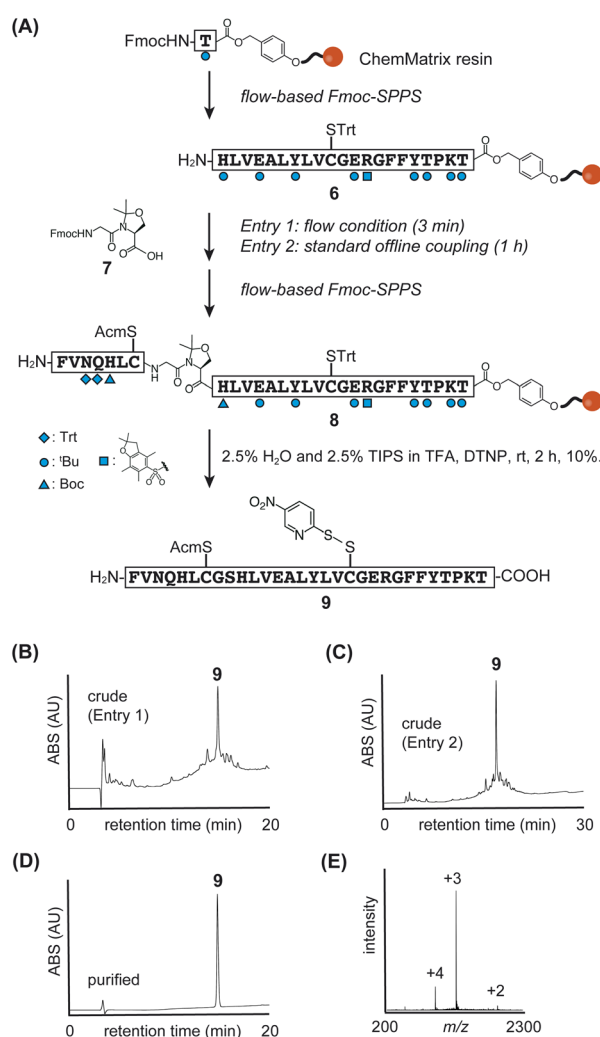 (A)
FmocHN
T
O
O
O
ChemMatrix resin
flow-based Fmoc-SPPS
STrt
H2N-
HLVEALYLVCGERGFFYTPKT
O
O
O
6
FmocHN
O
N
O
O
OH
7
Entry 1: flow condition (3 min)
Entry 2: standard offline coupling (1 h)
flow-based Fmoc-SPPS
AcmS
H2N-
FVNQHLC
N
H
O
N
O
O
STrt
HLVEALYLVCGERGFFYTPKT
O
O
O
8
: Trt
: tBu
: Boc
:
O
S
O O
2.5% H2O and 2.5% TIPS in TFA, DTNP, rt, 2 h, 10%.
O2N
N
S
S
AcmS
H2N-
FVNQHLCGSHLVEALYLVCGERGFFYTPKT
-COOH
9
(B)
9
crude
(Entry 1)
ABS (AU)
0
retention time (min)
20
(C)
9
crude
(Entry 2)
ABS (AU)
0
retention time (min)
30
(D)
9
purified
ABS (AU)
0
retention time (min)
20
(E)
+3
+4
+2
intensity
200
m/z
2300